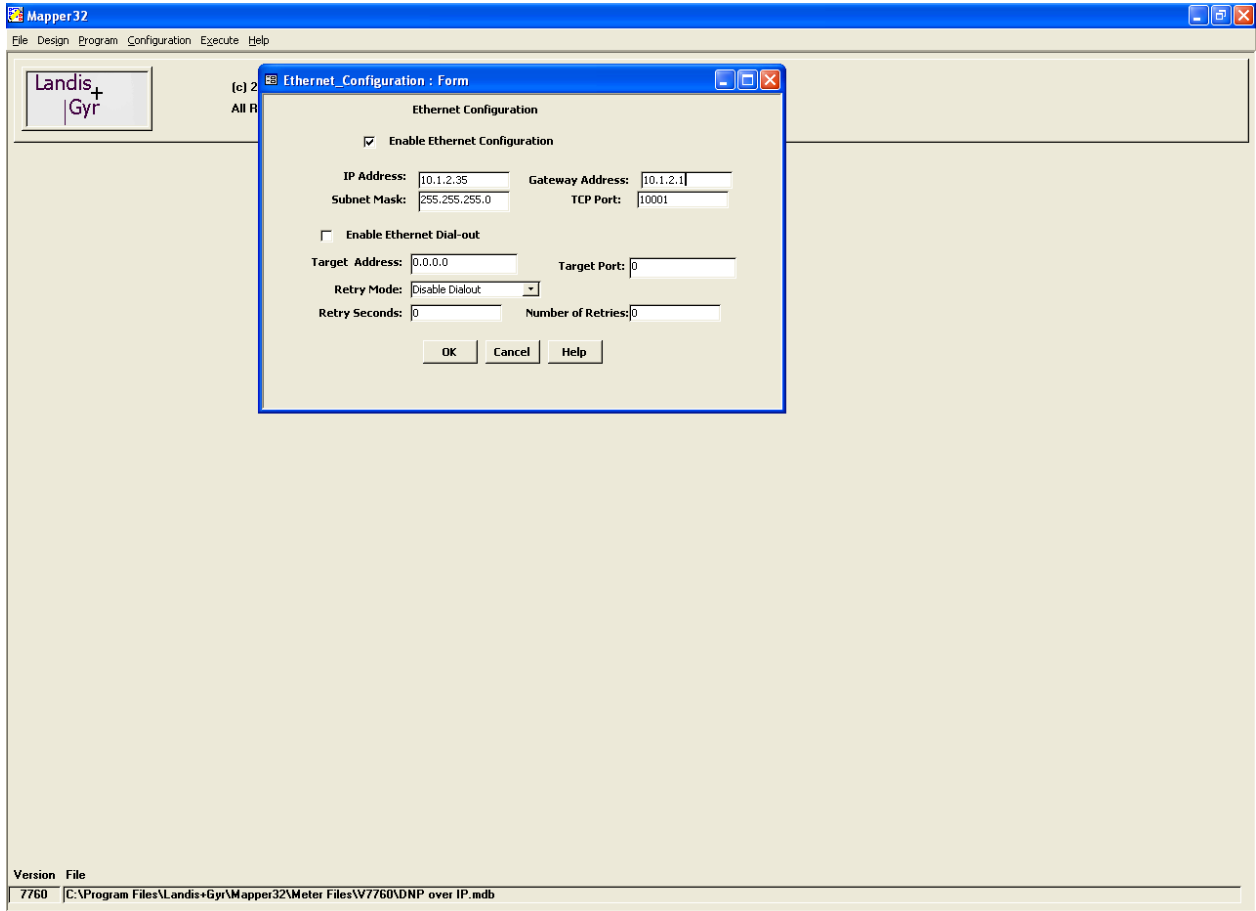 Mapper32
File Design Program Configuration Execute Help
Landis+
Gyr
(c) 2
All R
Ethernet_Configuration : Form
Ethernet Configuration
Enable Ethernet Configuration
IP Address: 10.1.2.35 Gateway Address: 10.1.2.1
Subnet Mask: 255.255.255.0 TCP Port: 10001
Enable Ethernet Dial-out
Target Address: 0.0.0.0 Target Port: 0
Retry Mode: Disable Dialout
Retry Seconds: 0 Number of Retries: 0
OK Cancel Help
Version File
7760 C:\Program Files\Landis+Gyr\Mapper32\Meter Files\V7760\DNP over IP.mdb